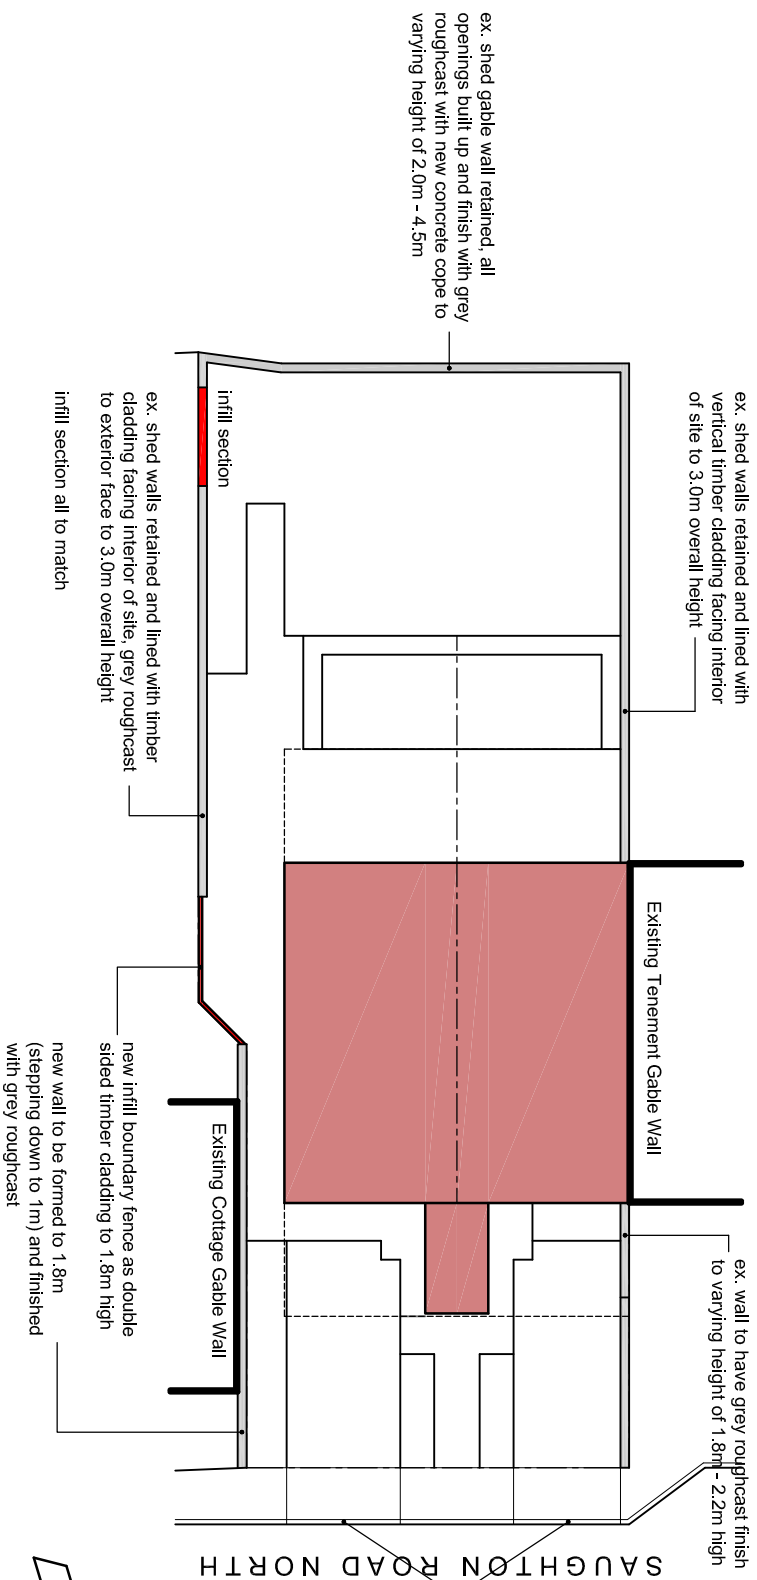 ex. shed gable wall retained, all
openings built up and finish with grey
roughcast with new concrete cope to
varying height of 2.0m - 4.5m
ex. shed walls retained and lined with
vertical timber cladding facing interior
of site to 3.0m overall height
infill section
ex. shed walls retained and lined with timber
cladding facing interior of site, grey roughcast
to exterior face to 3.0m overall height
infill section all to match
Existing Tenement Gable Wall
new infill boundary fence as double
sided timber cladding to 1.8m high
Existing Cottage Gable Wall
new wall to be formed to 1.8m
(stepping down to 1m) and finished
with grey roughcast
ex. wall to have grey roughcast finish
to varying height of 1.8m - 2.2m high
SAUGHTON ROAD NORTH